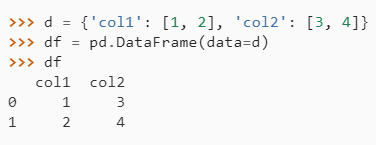 >>> d = {'col1': [1, 2], 'col2': [3, 4]}
>>> df = pd.DataFrame(data=d)
>>> df
   col1  col2
0     1     3
1     2     4